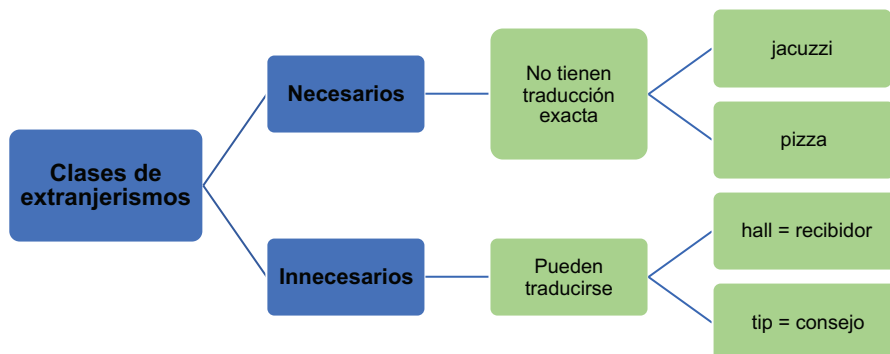 Clases de
extranjerismos
Necesarios
No tienen
traducción
exacta
jacuzzi
pizza
Innecesarios
Pueden
traducirse
hall = recibidor
tip = consejo